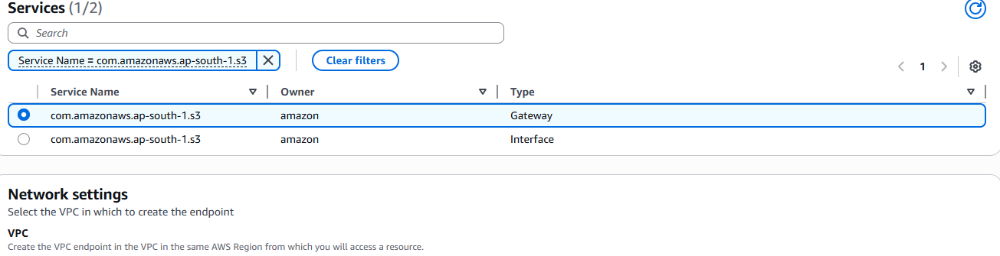 Services (1/2)
Search
Service Name = com.amazonaws.ap-south-1.s3
Clear filters
1
Service Name Owner Type
com.amazonaws.ap-south-1.s3 amazon Gateway
com.amazonaws.ap-south-1.s3 amazon Interface
Network settings
Select the VPC in which to create the endpoint
VPC
Create the VPC endpoint in the VPC in the same AWS Region from which you will access a resource.